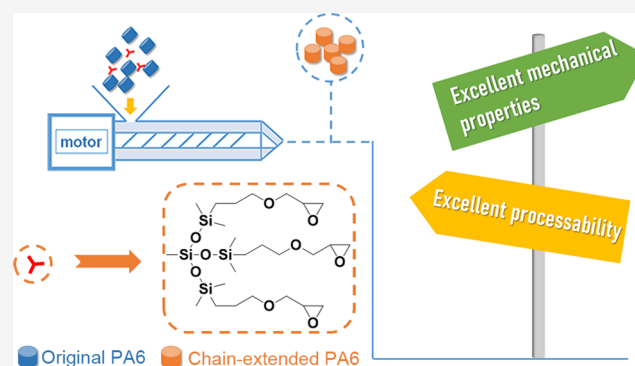 motor
Excellent mechanical
properties
Excellent processability
Si
O
O
Si
O
Si
O
O
O
O
Si
O
O
Original PA6
Chain-extended PA6